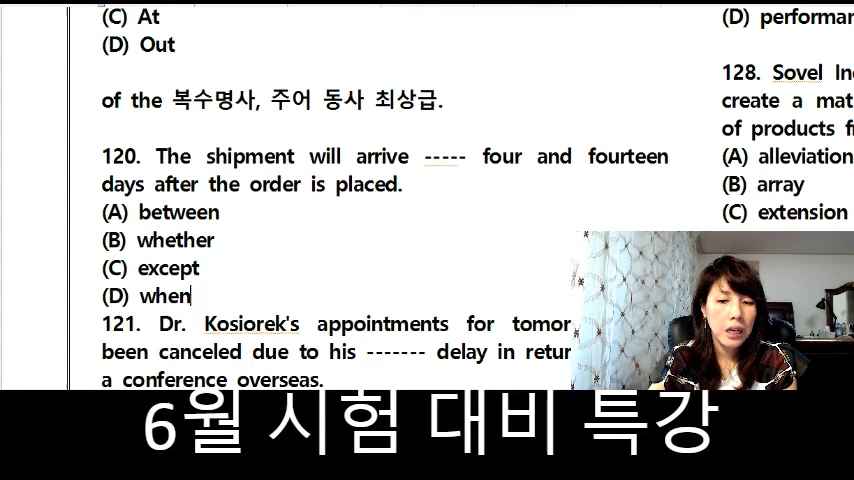 (C) At
(D) Out
of the 복수명사, 주어 동사 최상급.
120. The shipment will arrive ----- four and fourteen
days after the order is placed.
(A) between
(B) whether
(C) except
(D) when
121. Dr. Kosiorek's appointments for tomor
been canceled due to his ------- delay in retur
a conference overseas.
(D) performan
128. Sovel In
create a mat
of products f
(A) alleviation
(B) array
(C) extension
6월 시험 대비 특강